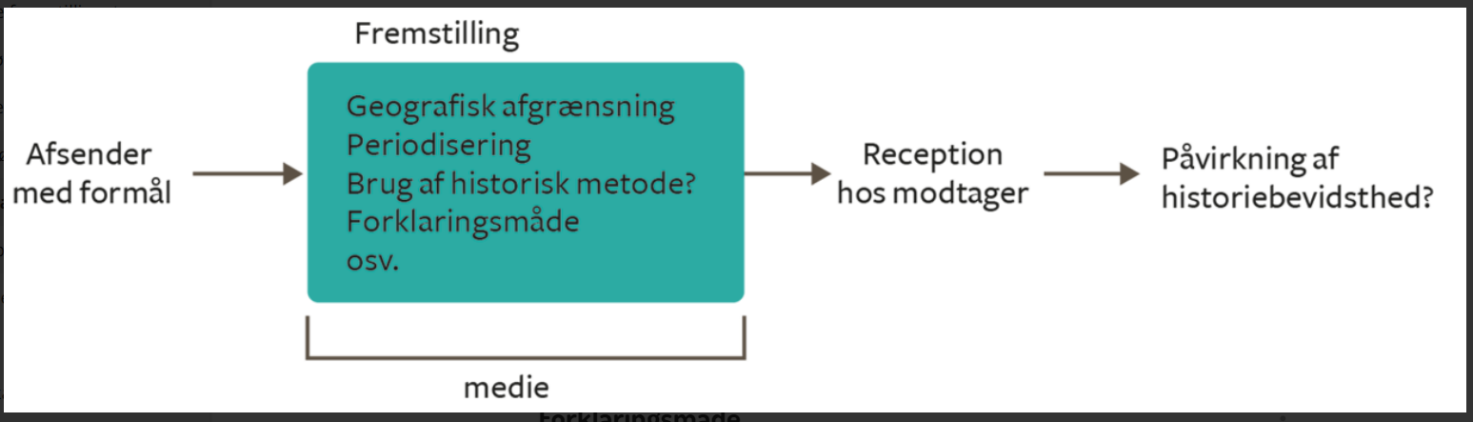 Fremstilling
Geografisk afgrænsning
Periodisering
Brug af historisk metode?
Forklaringsmåde
osv.
Afsender
med formål
Reception
hos modtager
Påvirkning af
historiebevidsthed?
medie